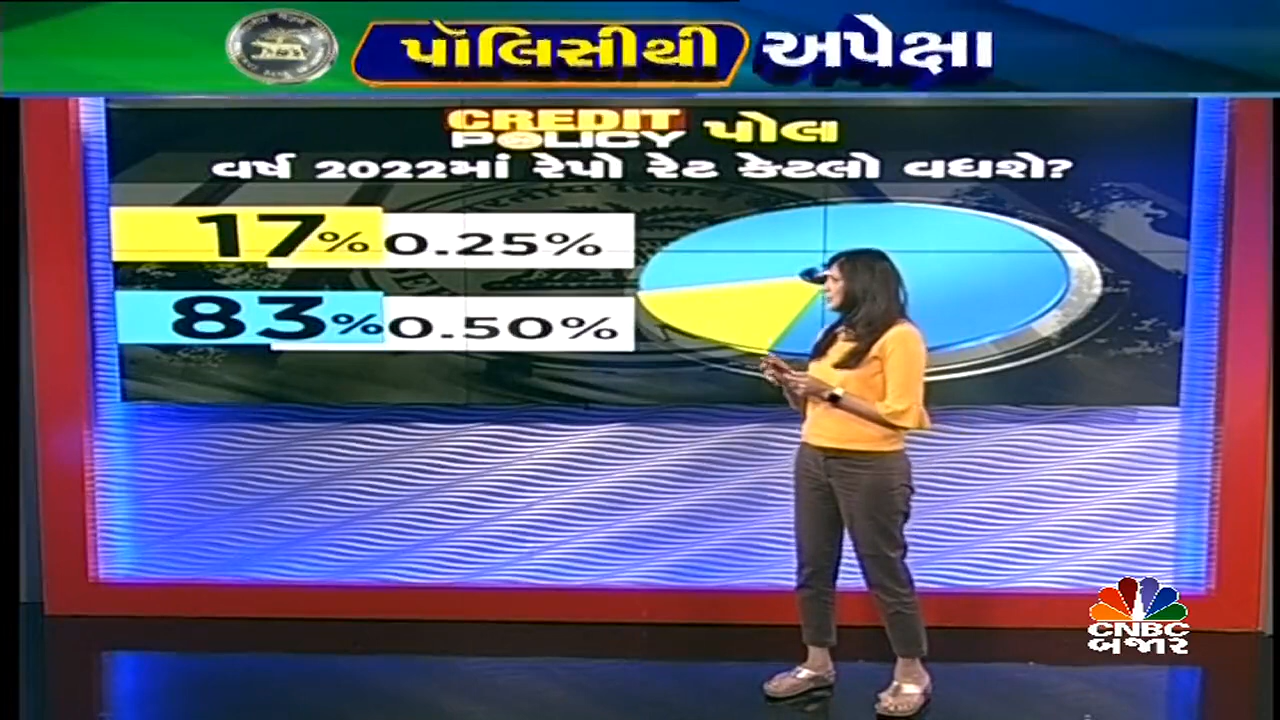 પૉલિસીથી અપેક્ષા
CREDIT
POLICY પોલ
વર્ષ 2022માં રેપો રેટ કેટલો વધશે?
17% 0.25%
83% 0.50%
CNBC
બજાર